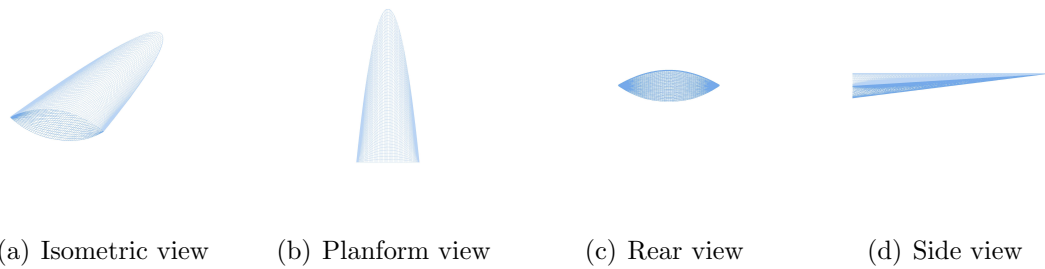 (a) Isometric view
(b) Planform view
(c) Rear view
(d) Side view